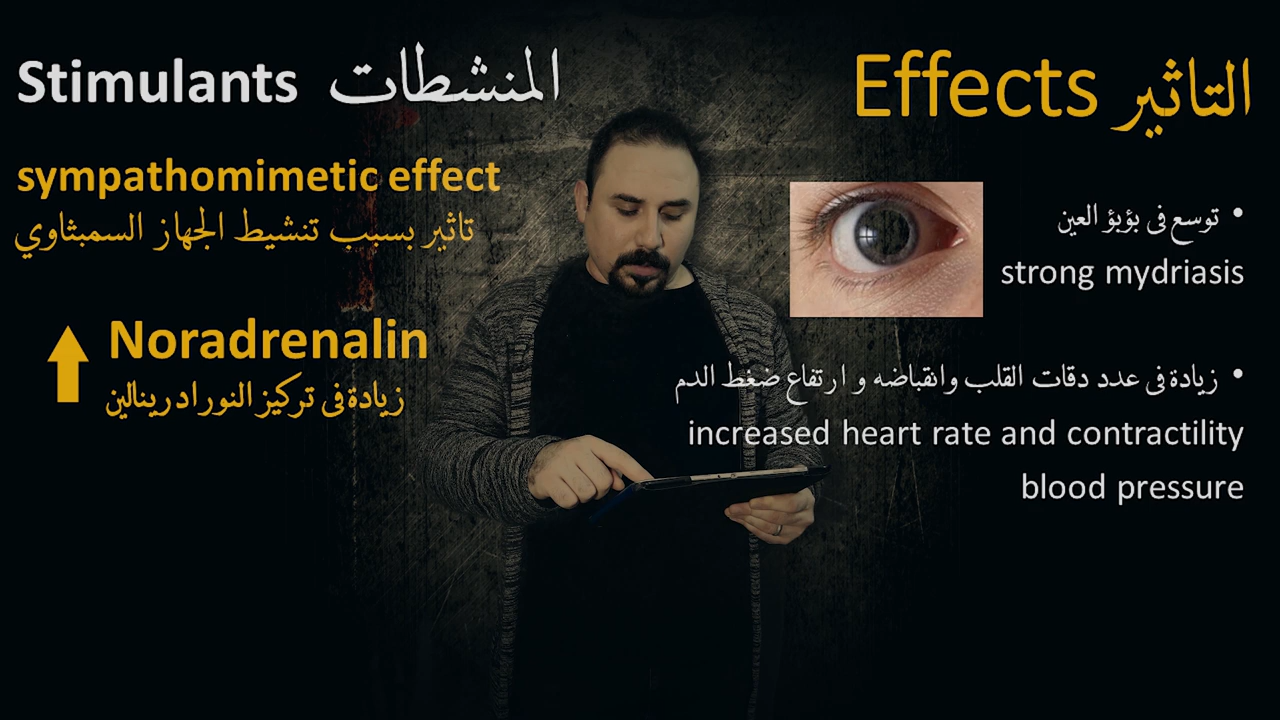 Stimulants المنشطات
sympathomimetic effect
تاثير بسبب تنشيط الجهاز السمبثاوي
Noradrenalin
زيادة فى تركيز النورادرينالين
Effects التاثير
• توسع فى بؤبؤ العين
strong mydriasis
• زيادة فى عدد دقات القلب وانقباضه و ارتفاع ضغط الدم
increased heart rate and contractility
blood pressure